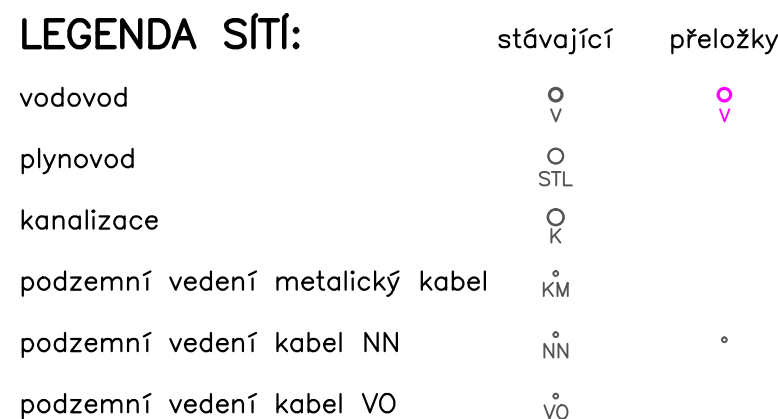 LEGENDA SÍTÍ: stávající přeložky
vodovod V V
plynovod STL
kanalizace K
podzemní vedení metalický kabel KM
podzemní vedení kabel NN NN
podzemní vedení kabel VO VO